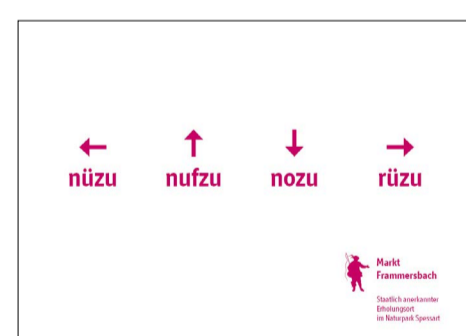 nüzu nufzu nozu rüzu
Markt
Frammersbach
Staatlich anerkannter
Erholungsort
im Naturpark Spessart